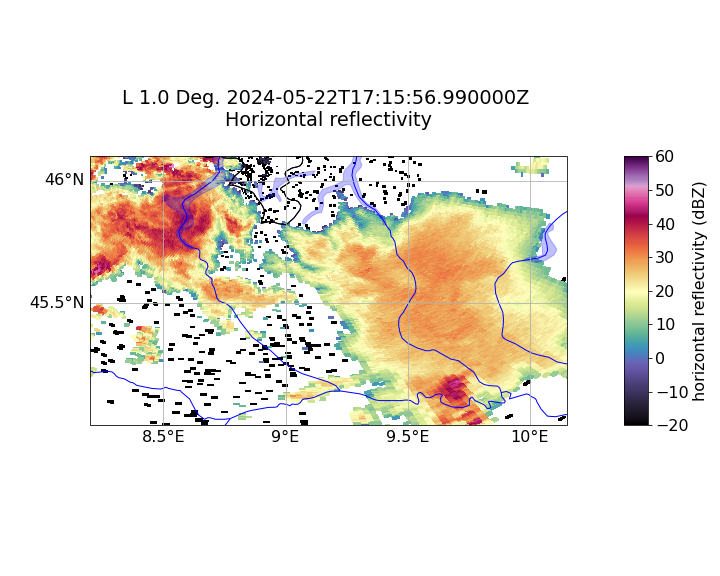 L 1.0 Deg. 2024-05-22T17:15:56.990000Z
Horizontal reflectivity
46°N
45.5°N
8.5°E
9°E
9.5°E
10°E
60
50
40
30
20
10
0
−10
−20
horizontal reflectivity (dBZ)